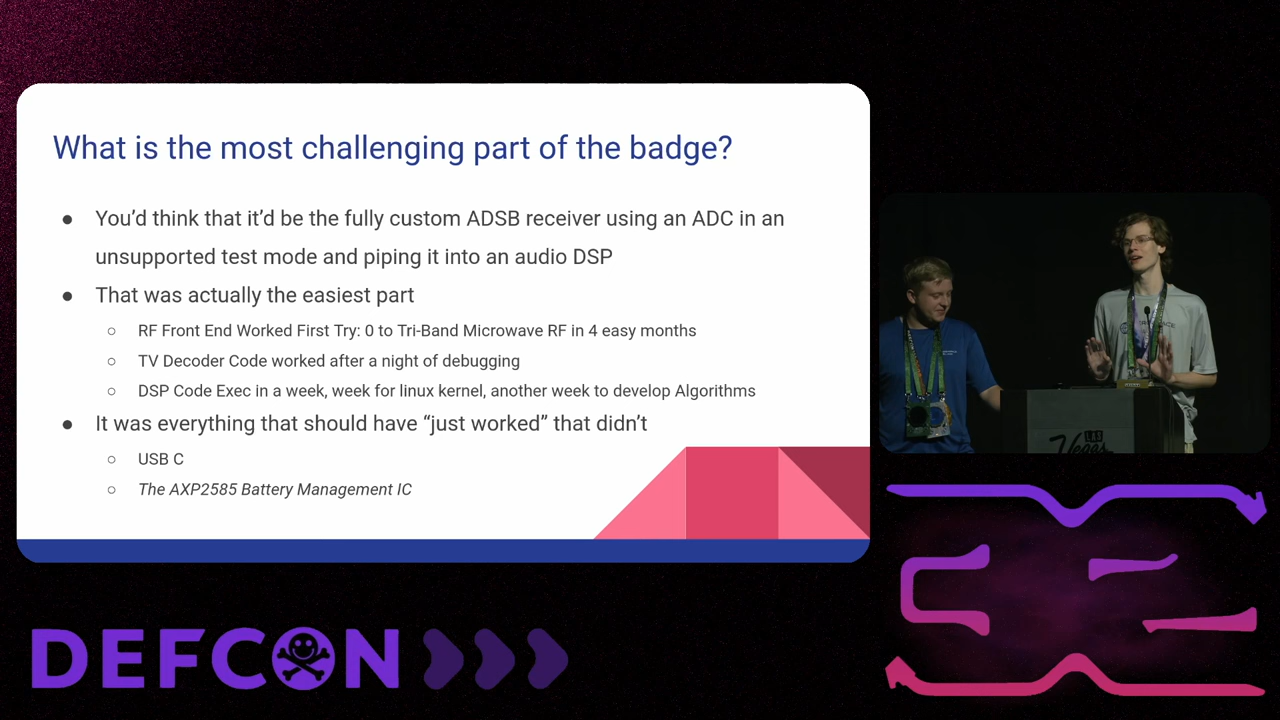 What is the most challenging part of the badge?
● You’d think that it’d be the fully custom ADSB receiver using an ADC in an
unsupported test mode and piping it into an audio DSP
● That was actually the easiest part
○ RF Front End Worked First Try: 0 to Tri-Band Microwave RF in 4 easy months
○ TV Decoder Code worked after a night of debugging
○ DSP Code Exec in a week, week for linux kernel, another week to develop Algorithms
● It was everything that should have “just worked” that didn’t
○ USB C
○ The AXP2585 Battery Management IC
LAS
Vegas
DEFCON